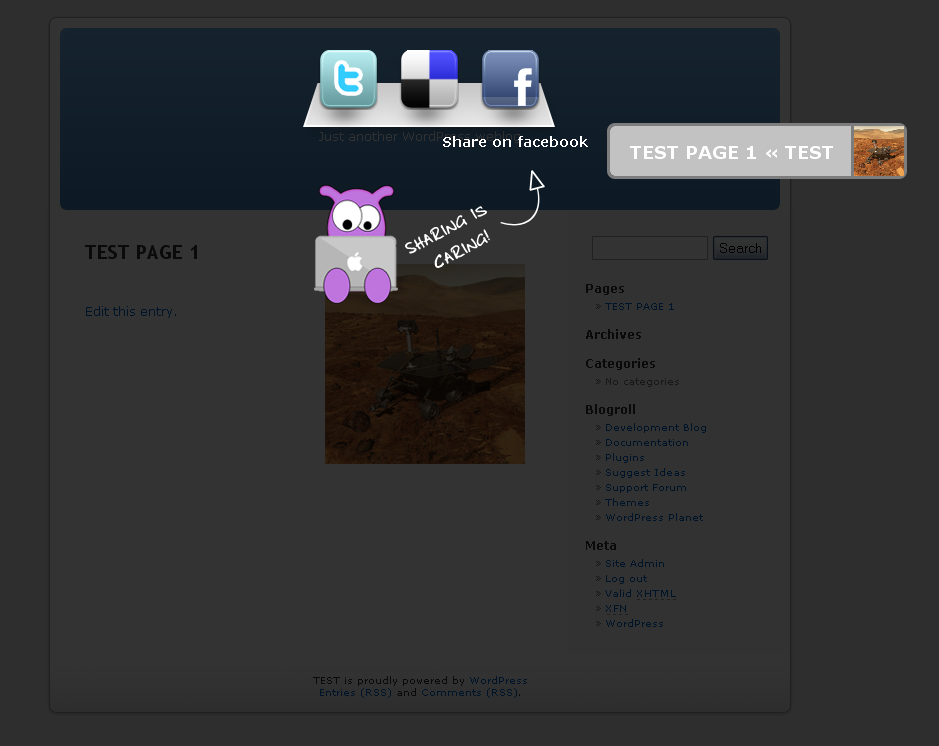 Just another WordPress weblog
Share on facebook
TEST PAGE 1 « TEST
SHARING IS
CARING!
TEST PAGE 1
Edit this entry.
Search
Pages
» TEST PAGE 1
Archives
Categories
» No categories
Blogroll
» Development Blog
» Documentation
» Plugins
» Suggest Ideas
» Support Forum
» Themes
» WordPress Planet
Meta
» Site Admin
» Log out
» Valid XHTML
» XFN
» WordPress
TEST is proudly powered by WordPress
Entries (RSS) and Comments (RSS).